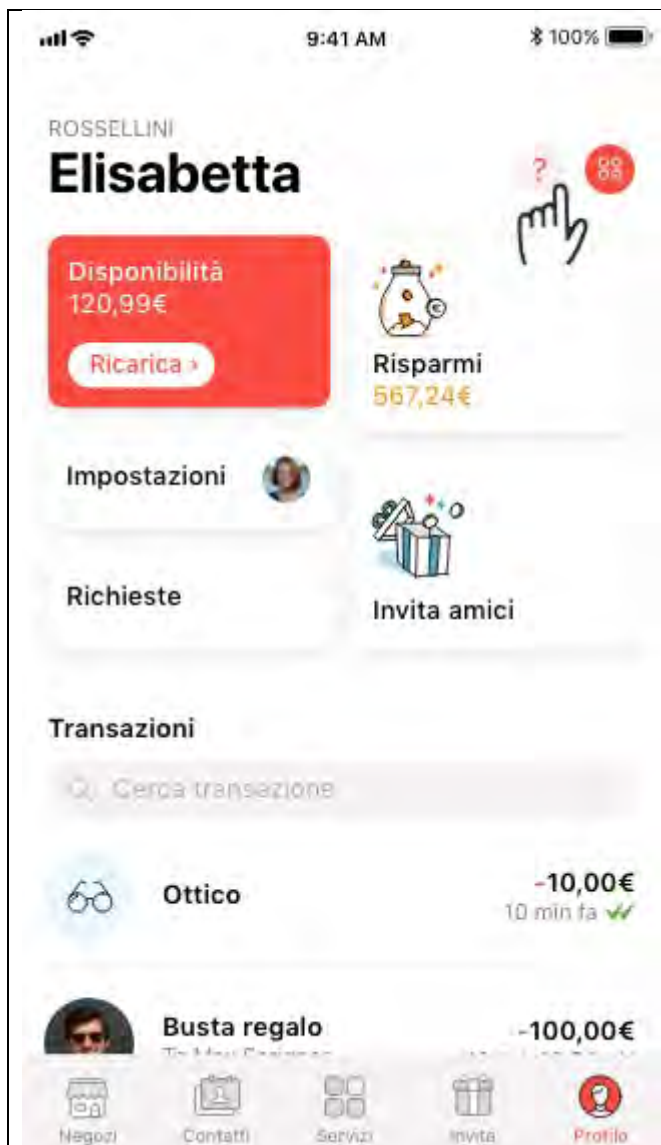 9:41 AM
100%
ROSSELLINI
Elisabetta
?
Disponibilità
120,99€
Ricarica ›
Risparmi
567,24€
Impostazioni
Richieste
Invita amici
Transazioni
Cerca transazione
Ottico
-10,00€
10 min fa
Busta regalo
-100,00€
Negozi
Contatti
Servizi
Invita
Profilo